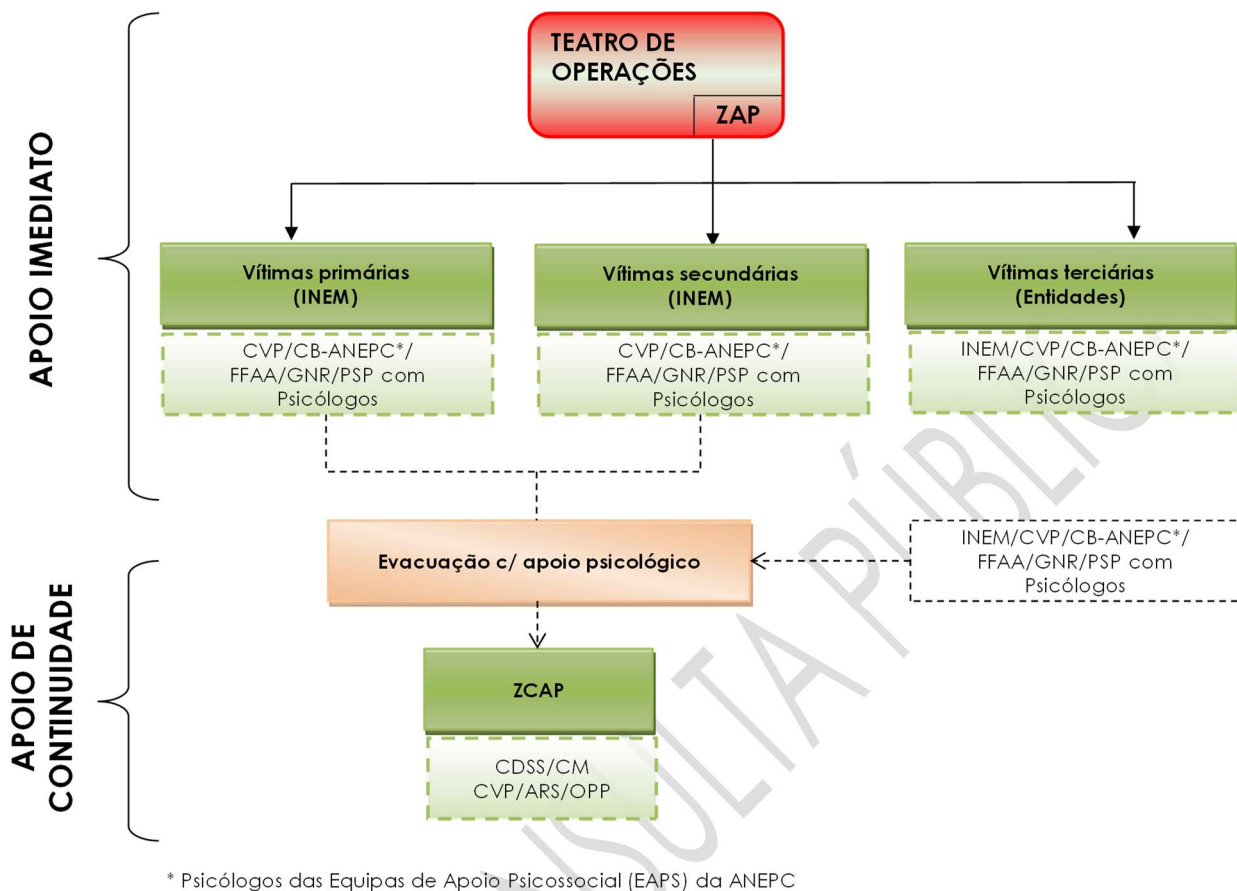 APOIO IMEDIATO
TEATRO DE
OPERAÇÕES
ZAP
Vítimas primárias
(INEM)
CVP/CB-ANEPC*/
FFAA/GNR/PSP com
Psicólogos
Vítimas secundárias
(INEM)
CVP/CB-ANEPC*/
FFAA/GNR/PSP com
Psicólogos
Vítimas terciárias
(Entidades)
INEM/CVP/CB-ANEPC*/
FFAA/GNR/PSP com
Psicólogos
APOIO DE
CONTINUIDADE
Evacuação c/ apoio psicológico
INEM/CVP/CB-ANEPC*/
FFAA/GNR/PSP com
Psicólogos
ZCAP
CDSS/CM
CVP/ARS/OPP
* Psicólogos das Equipas de Apoio Psicossocial (EAPS) da ANEPC